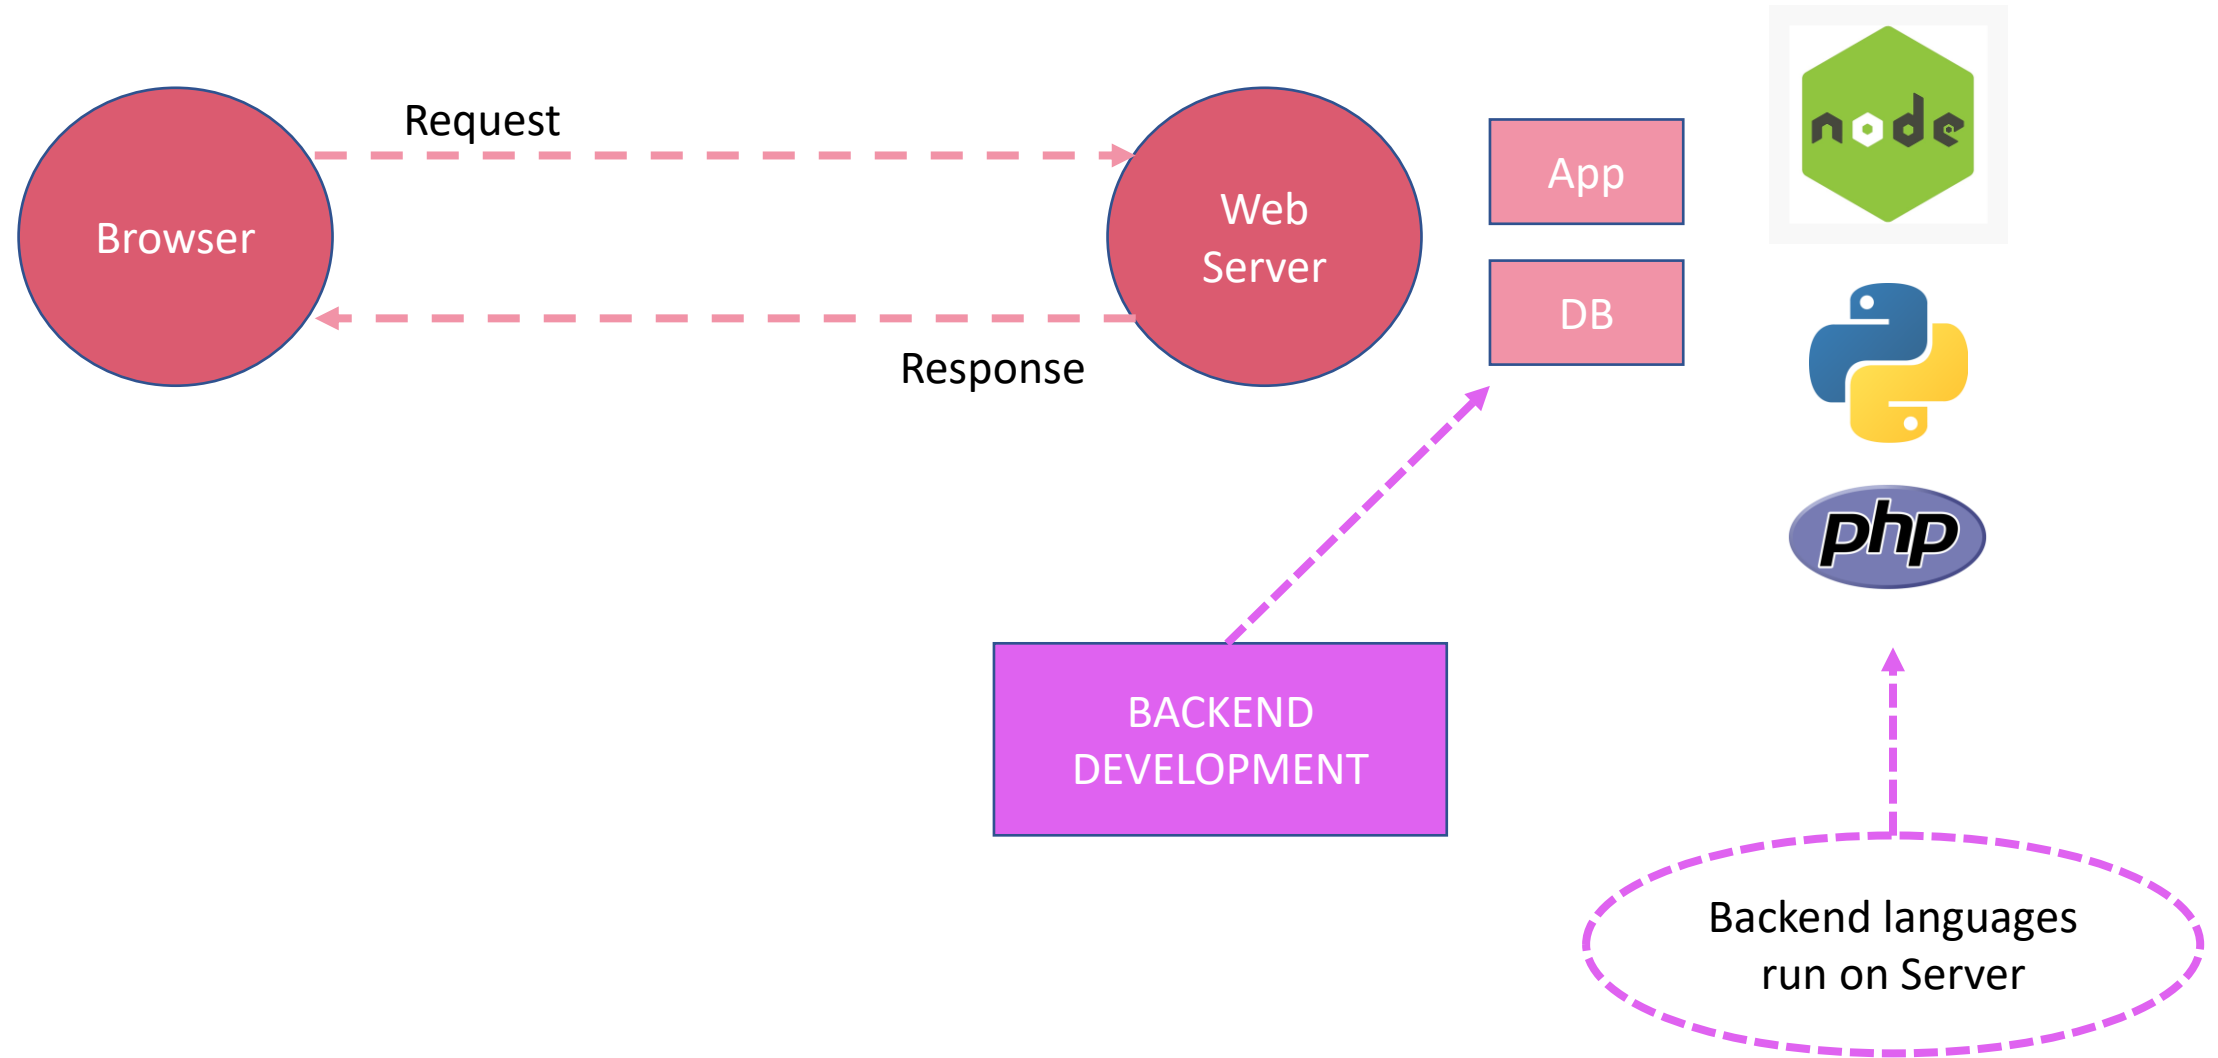 Request
Browser
Web
Server
Response
App
DB
node
php
BACKEND
DEVELOPMENT
Backend languages
run on Server